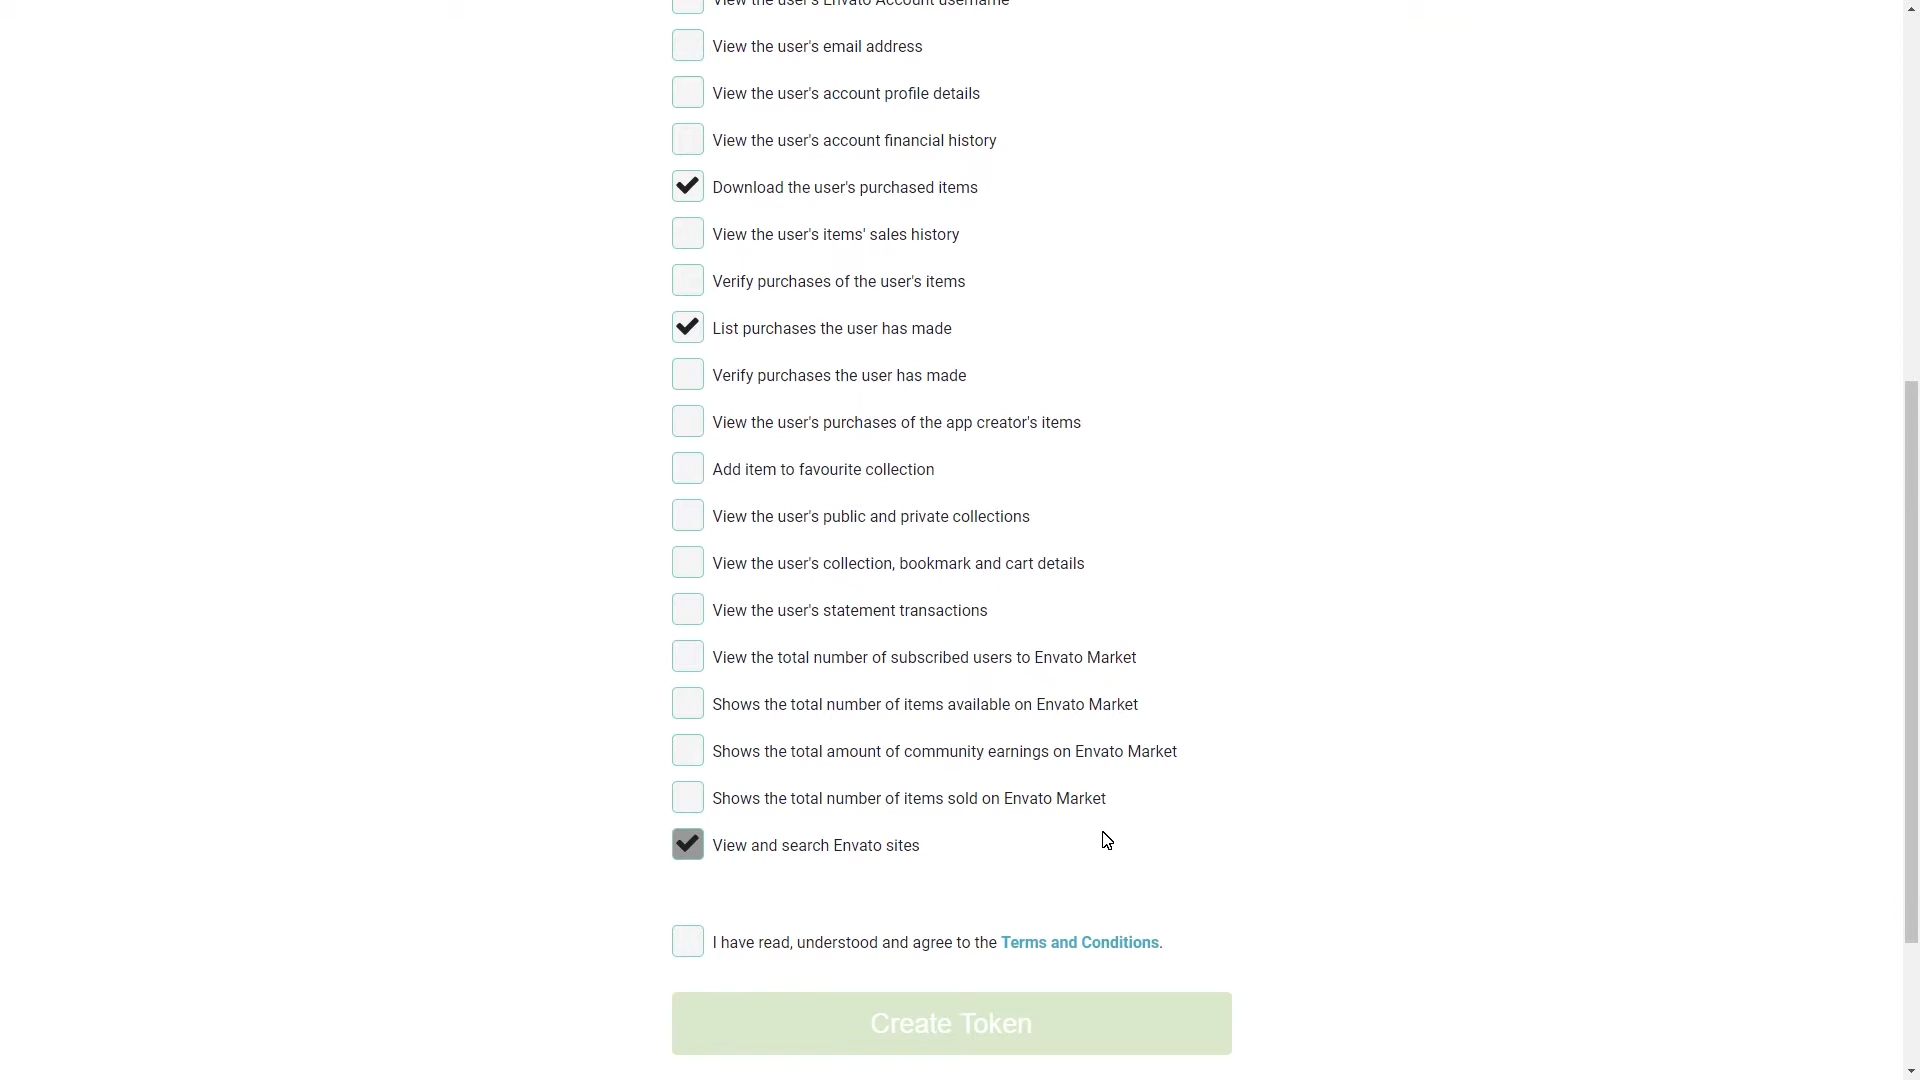 View the user's Envato Account username
View the user's email address
View the user's account profile details
View the user's account financial history
Download the user's purchased items
View the user's items' sales history
Verify purchases of the user's items
List purchases the user has made
Verify purchases the user has made
View the user's purchases of the app creator's items
Add item to favourite collection
View the user's public and private collections
View the user's collection, bookmark and cart details
View the user's statement transactions
View the total number of subscribed users to Envato Market
Shows the total number of items available on Envato Market
Shows the total amount of community earnings on Envato Market
Shows the total number of items sold on Envato Market
View and search Envato sites
I have read, understood and agree to the Terms and Conditions.
Create Token